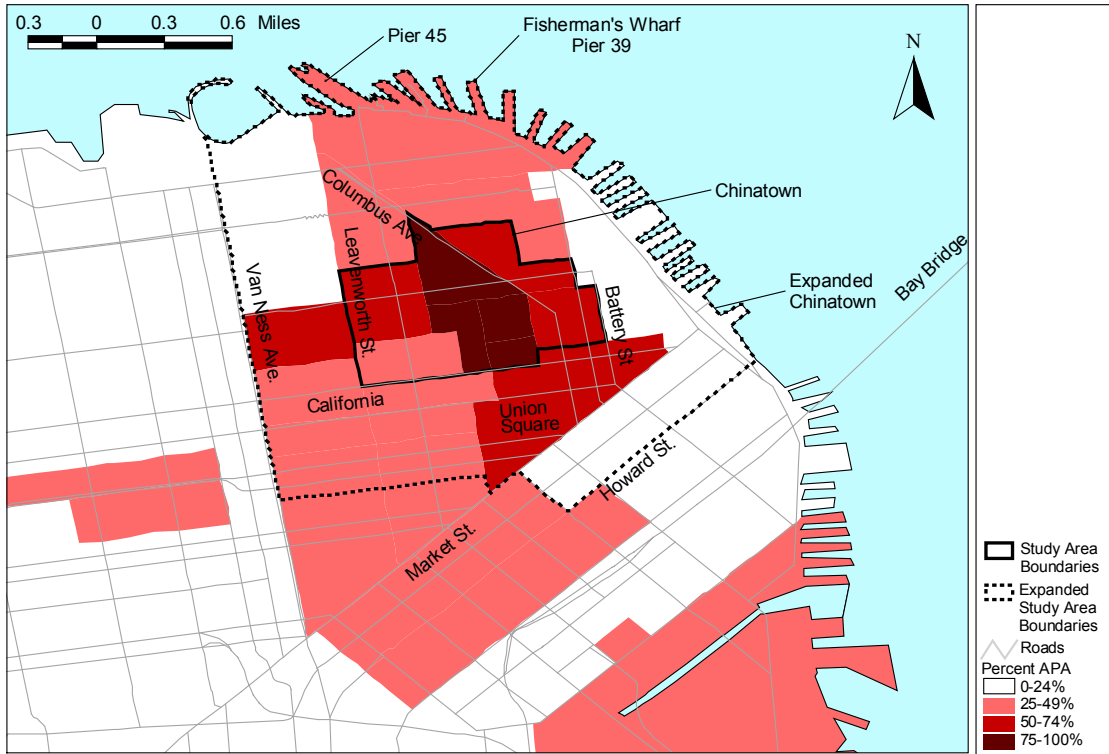 0.3 0 0.3 0.6 Miles
Pier 45
Fisherman's Wharf
Pier 39
N
Columbus Ave
Chinatown
Leavenworth St.
Van Ness Ave.
Battery St
Expanded
Chinatown
Bay Bridge
California
Union
Square
Howard St.
Market St.
Study Area
Boundaries
Expanded
Study Area
Boundaries
Roads
Percent APA
0-24%
25-49%
50-74%
75-100%